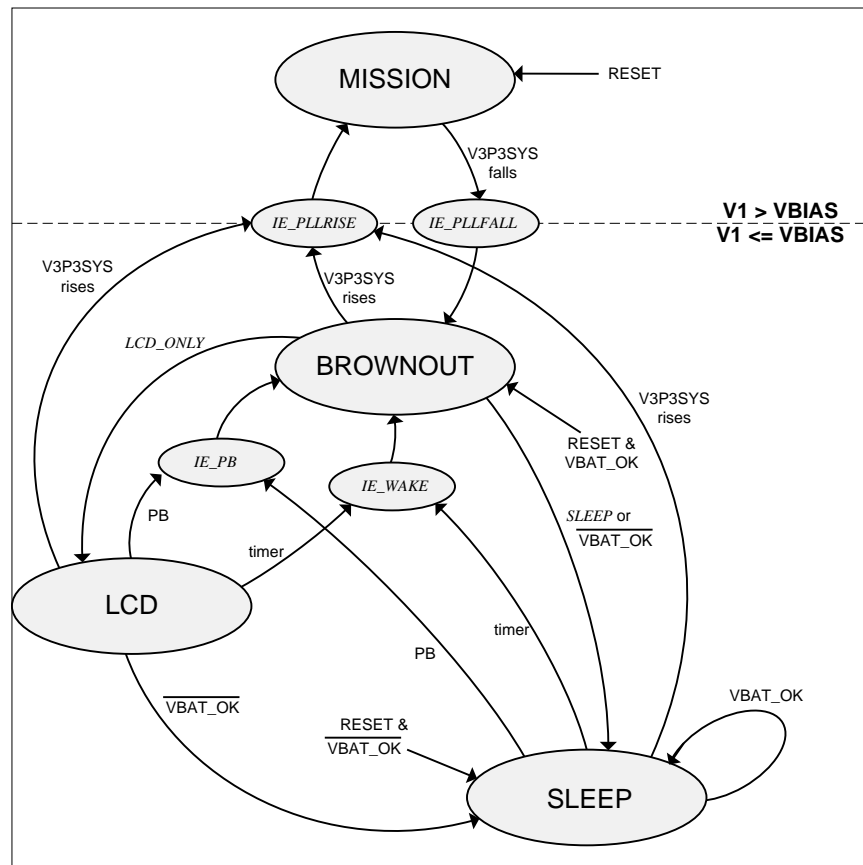 MISSION
RESET
V3P3SYS
falls
V1 > VBIAS
IE_PLLRISE
IE_PLLFALL
V1 <= VBIAS
V3P3SYS
rises
V3P3SYS
rises
LCD_ONLY
BROWNOUT
V3P3SYS
rises
RESET &
VBAT_OK
IE_PB
IE_WAKE
PB
SLEEP or
VBAT_OK
timer
LCD
timer
PB
VBAT_OK
VBAT_OK
RESET &
VBAT_OK
SLEEP